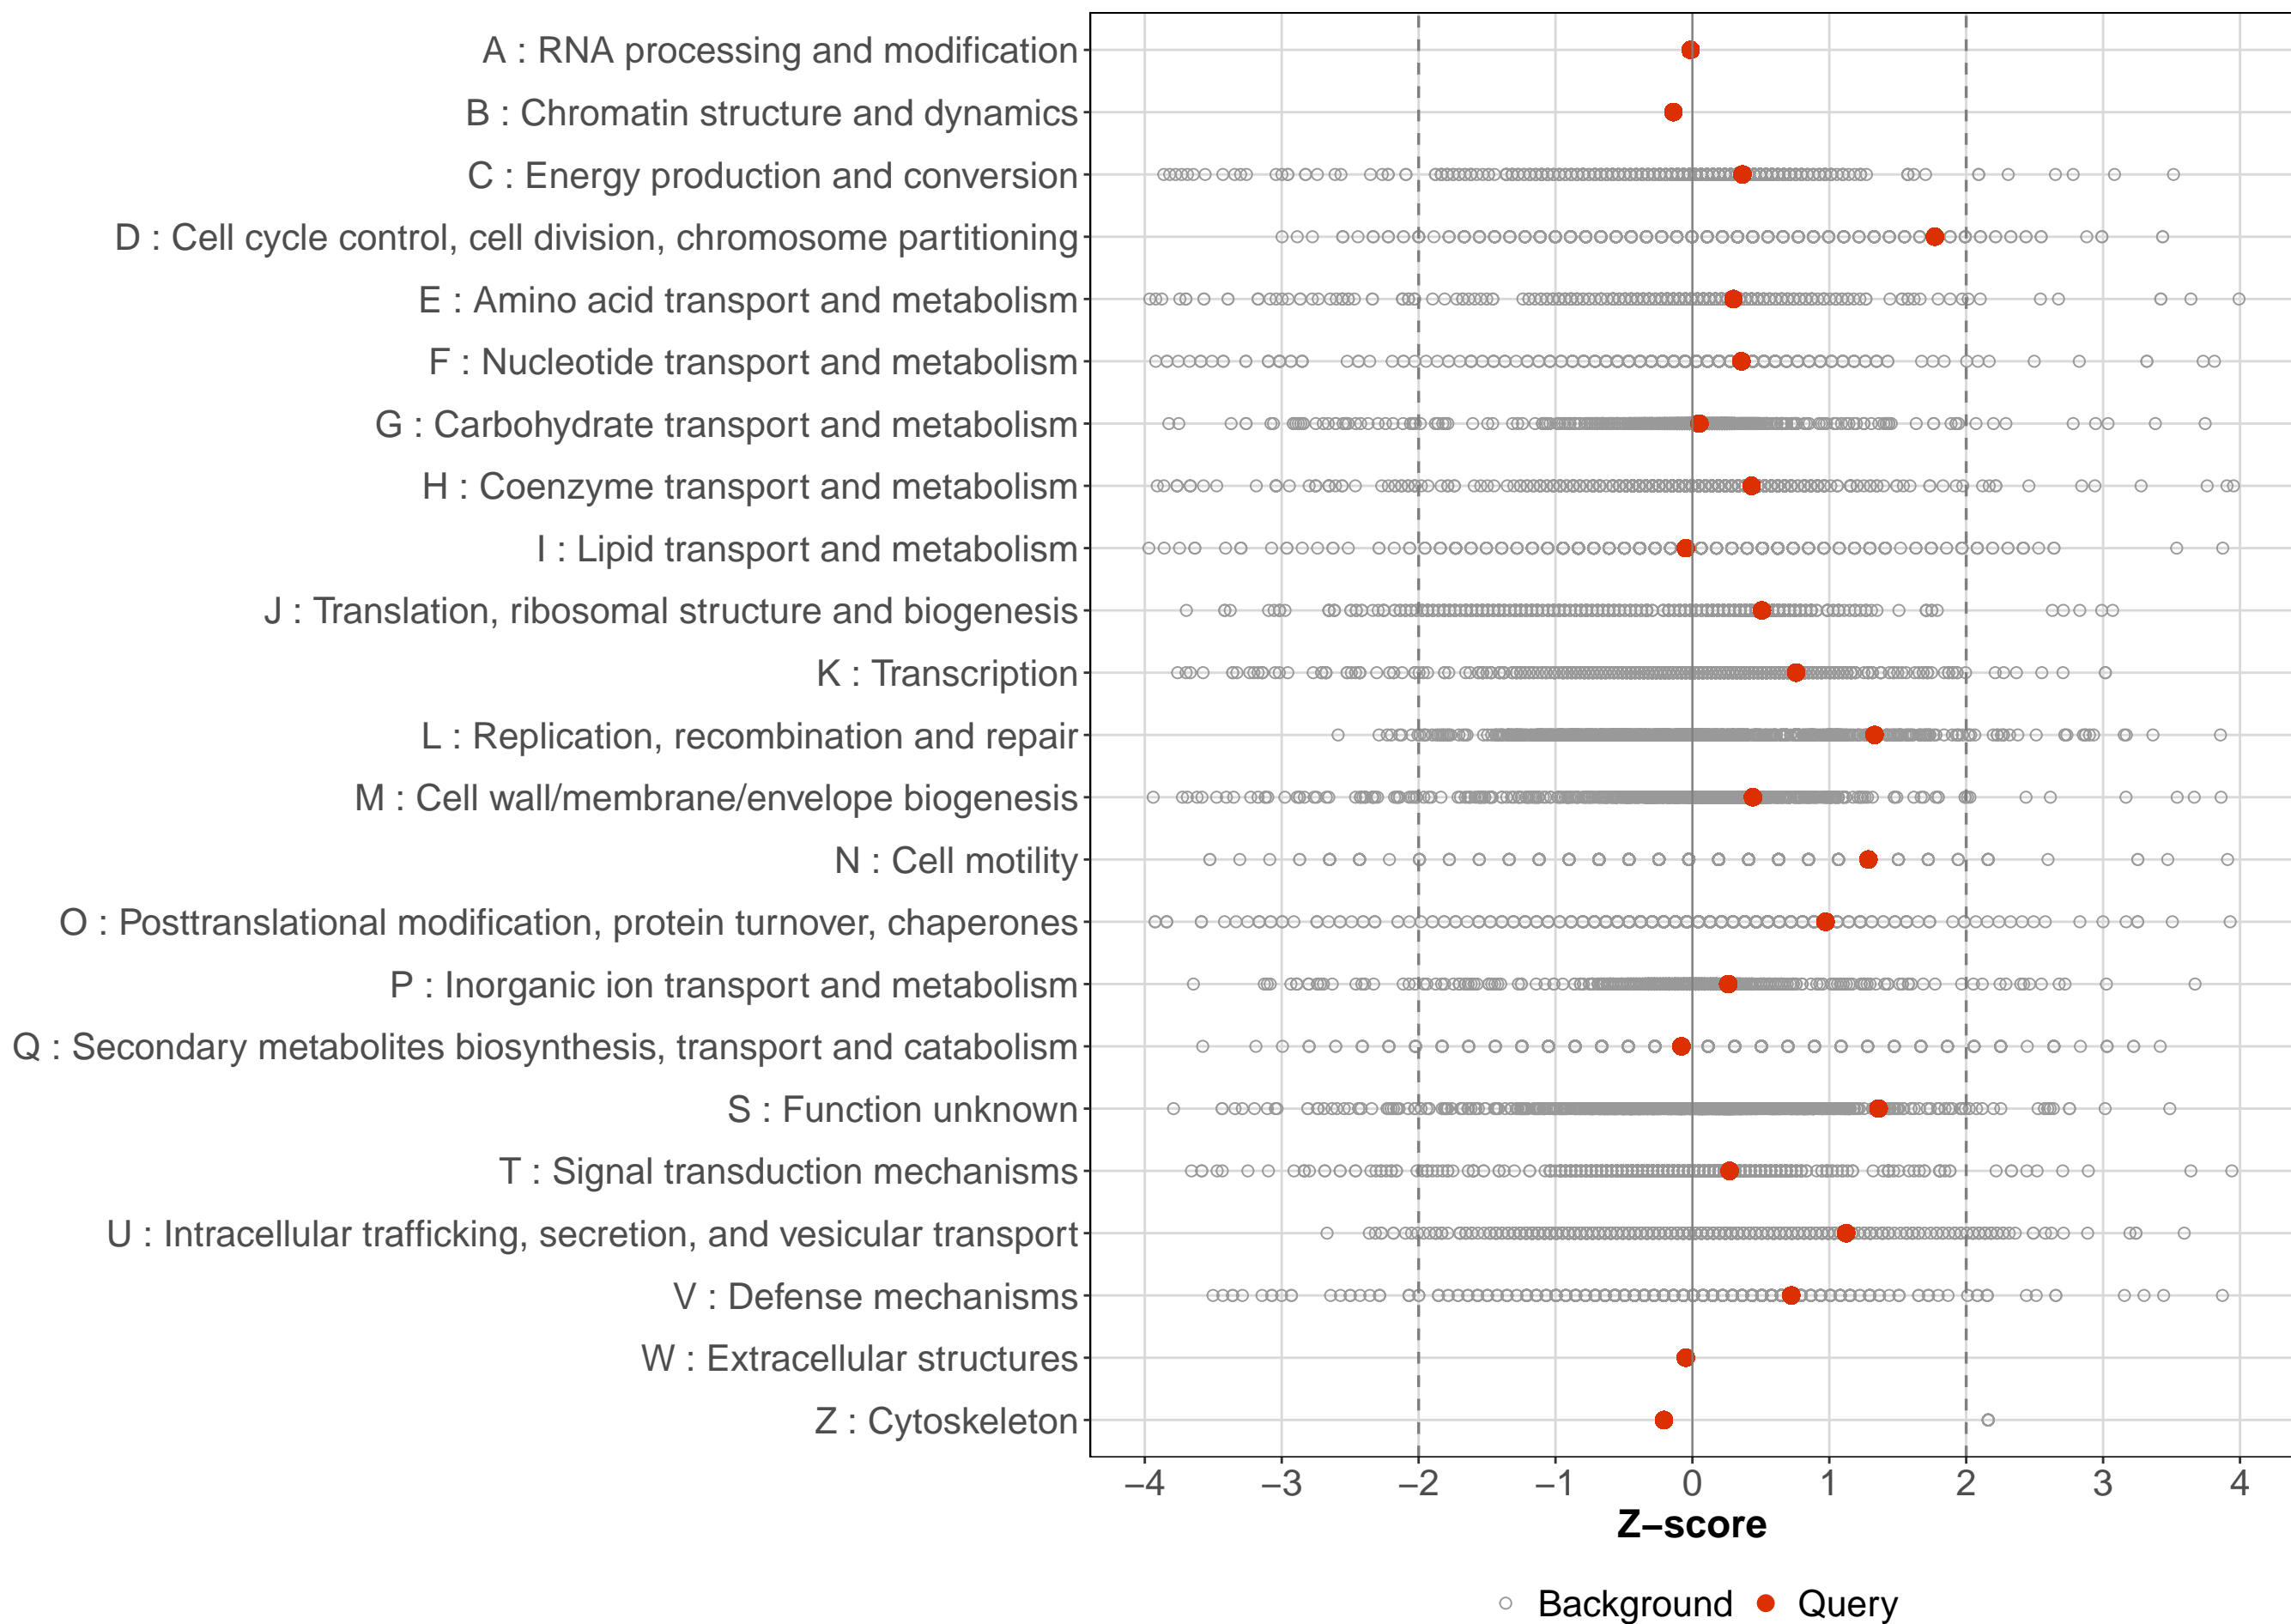 A : RNA processing and modification
B : Chromatin structure and dynamics
C : Energy production and conversion
D : Cell cycle control, cell division, chromosome partitioning
E : Amino acid transport and metabolism
F : Nucleotide transport and metabolism
G : Carbohydrate transport and metabolism
H : Coenzyme transport and metabolism
I : Lipid transport and metabolism
J : Translation, ribosomal structure and biogenesis
K : Transcription
L : Replication, recombination and repair
M : Cell wall/membrane/envelope biogenesis
N : Cell motility
O : Posttranslational modification, protein turnover, chaperones
P : Inorganic ion transport and metabolism
Q : Secondary metabolites biosynthesis, transport and catabolism
S : Function unknown
T : Signal transduction mechanisms
U : Intracellular trafficking, secretion, and vesicular transport
V : Defense mechanisms
W : Extracellular structures
Z : Cytoskeleton
−4 −3 −2 −1 0 1 2 3 4
Z−score
Background Query